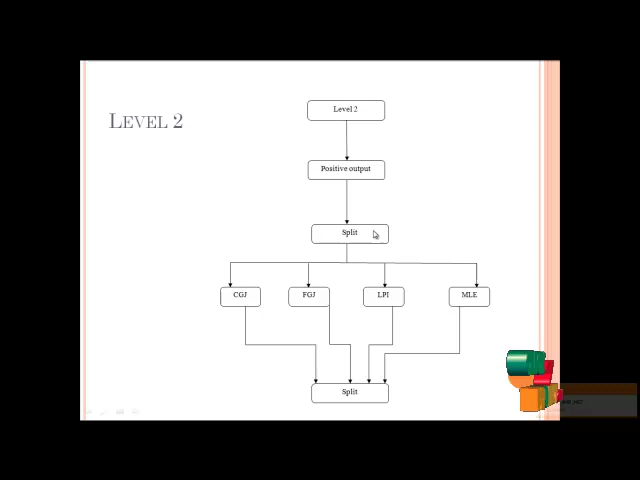 LEVEL 2
Level 2
Positive output
Split
CGJ
FGJ
LPI
MLE
Split